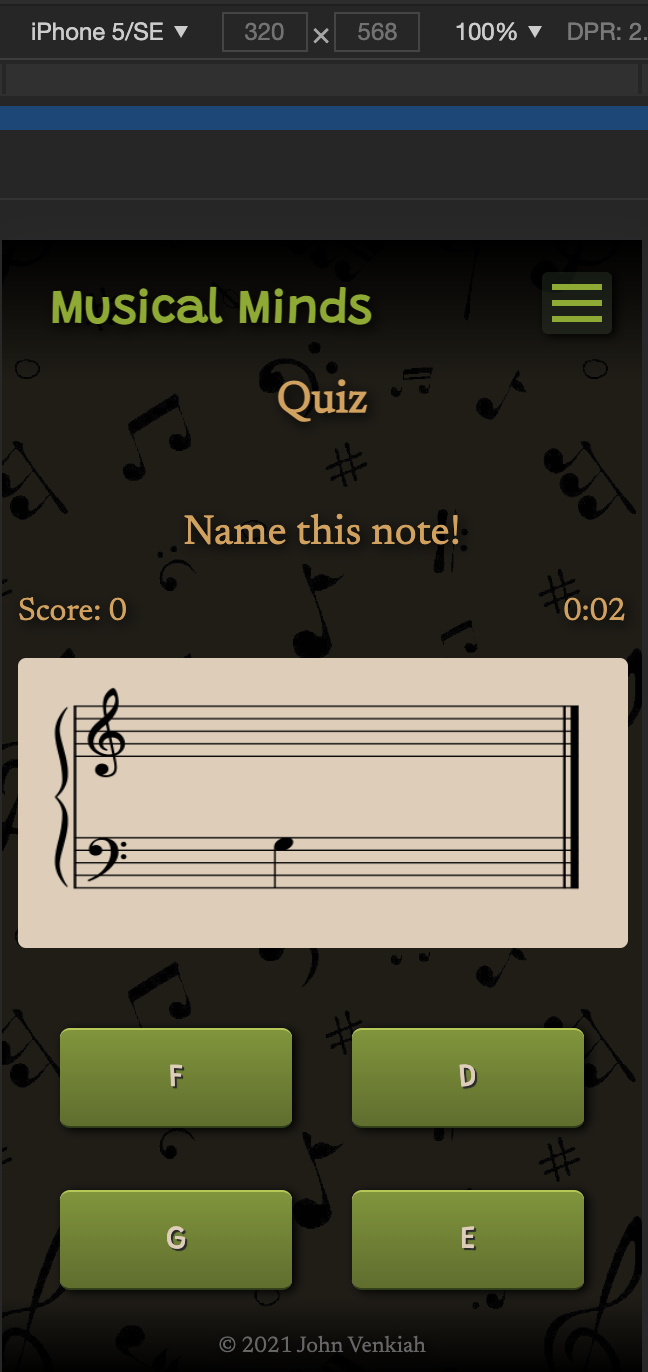 iPhone 5/SE ▼ 320 × 568 100% ▼ DPR: 2.
Musical Minds
Quiz
Name this note!
Score: 0 0:02
F D
G E
© 2021 John Venkiah